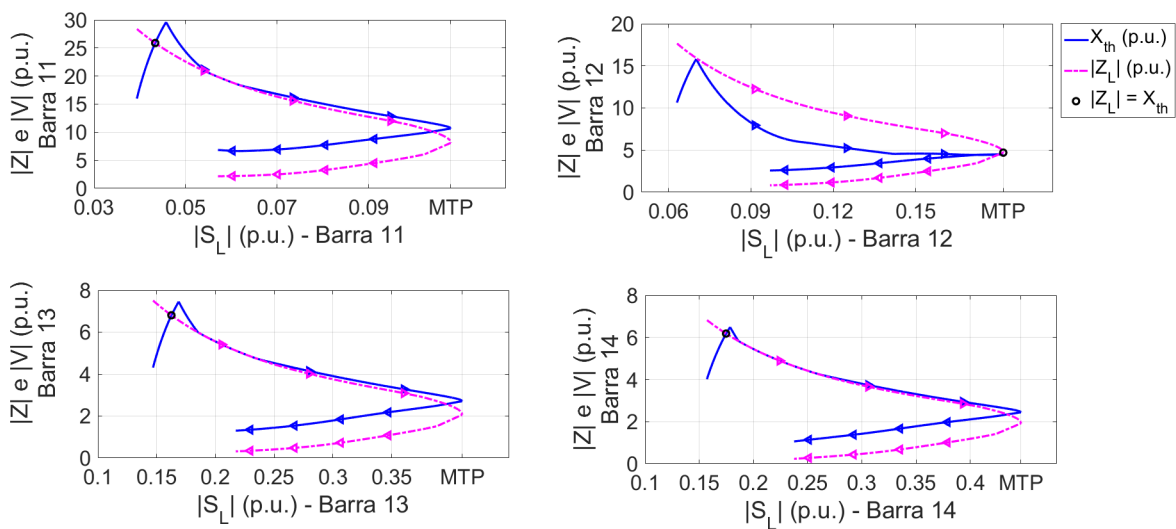 |Z| e |V| (p.u.)
Barra 11
30
25
20
15
10
5
0
0.03 0.05 0.07 0.09 MTP
|S_L| (p.u.) - Barra 11
|Z| e |V| (p.u.)
Barra 12
20
15
10
5
0
0.06 0.09 0.12 0.15 MTP
|S_L| (p.u.) - Barra 12
X_th (p.u.)
|Z_L| (p.u.)
|Z_L| = X_th
|Z| e |V| (p.u.)
Barra 13
8
6
4
2
0
0.1 0.15 0.2 0.25 0.3 0.35 MTP
|S_L| (p.u.) - Barra 13
|Z| e |V| (p.u.)
Barra 14
8
6
4
2
0
0.1 0.15 0.2 0.25 0.3 0.35 0.4 MTP
|S_L| (p.u.) - Barra 14